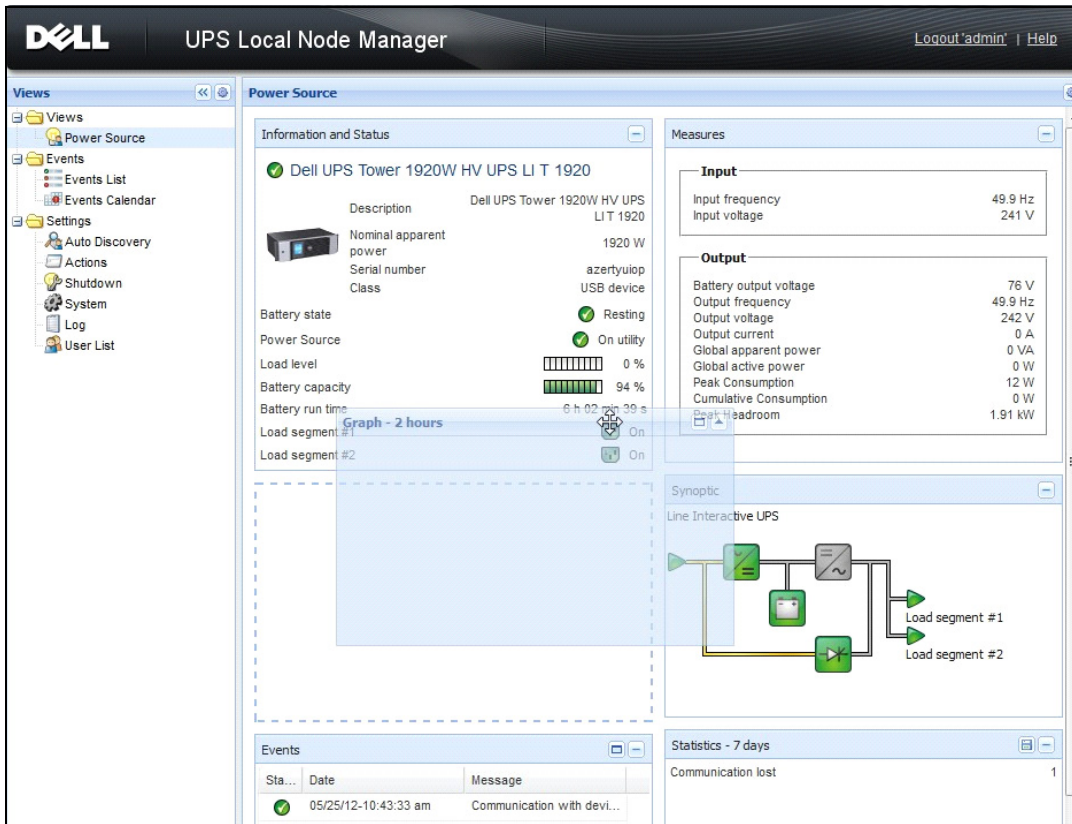 DELL
UPS Local Node Manager
Logout 'admin' | Help
Views
Views
Power Source
Events
Events List
Events Calendar
Settings
Auto Discovery
Actions
Shutdown
System
Log
User List
Power Source
Information and Status
Dell UPS Tower 1920W HV UPS LI T 1920
Description
Dell UPS Tower 1920W HV UPS
LI T 1920
Nominal apparent
power
1920 W
Serial number
azertyuiop
Class
USB device
Battery state
Resting
Power Source
On utility
Load level
0 %
Battery capacity
94 %
Battery run time
6 h 02 min 39 s
Load segment #1
On
Load segment #2
On
Graph - 2 hours
Events
Sta...
Date
Message
05/25/12-10:43:33 am
Communication with devi...
Measures
Input
Input frequency
49.9 Hz
Input voltage
241 V
Output
Battery output voltage
76 V
Output frequency
49.9 Hz
Output voltage
242 V
Output current
0 A
Global apparent power
0 VA
Global active power
0 W
Peak Consumption
12 W
Cumulative Consumption
0 W
Peak Headroom
1.91 kW
Synoptic
Line Interactive UPS
Load segment #1
Load segment #2
Statistics - 7 days
Communication lost
1